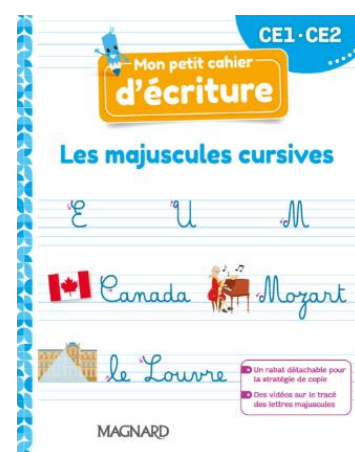 CE1 · CE2
Mon petit cahier
d'écriture
Les majuscules cursives
E U M
Canada Mozart
le Louvre
Un rabat détachable pour
la stratégie de copie
Des vidéos sur le tracé
des lettres majuscules
MAGNARD